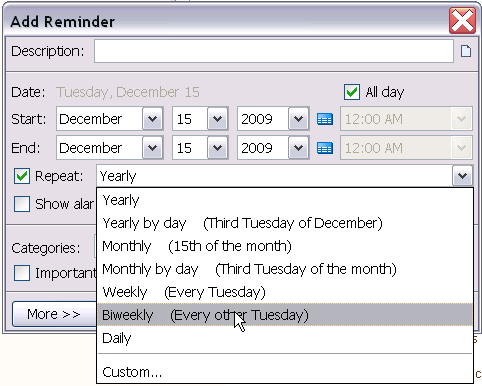 Add Reminder
Description:
Date: Tuesday, December 15 All day
Start: December 15 2009 12:00 AM
End: December 15 2009 12:00 AM
Repeat: Yearly
Yearly
Show alar
Yearly by day (Third Tuesday of December)
Categories:
Monthly (15th of the month)
Important
Monthly by day (Third Tuesday of the month)
Weekly (Every Tuesday)
More >>
Biweekly (Every other Tuesday)
Daily
s
Custom...
c